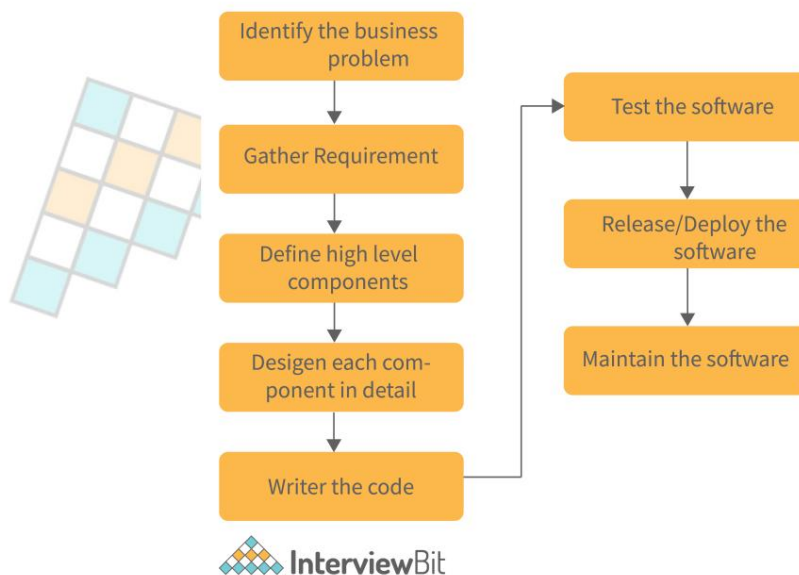 Identify the business
problem
Gather Requirement
Define high level
components
Desigen each com-
ponent in detail
Writer the code
Test the software
Release/Deploy the
software
Maintain the software
InterviewBit